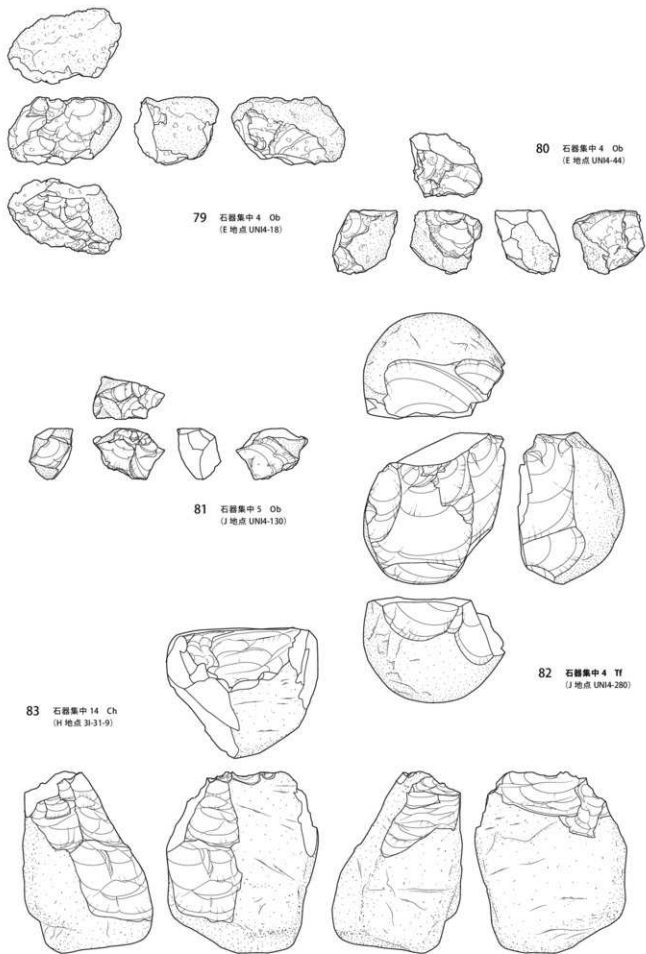 79 石器集中 4 Ob
(E 地点 UNI4-18)
80 石器集中 4 Ob
(E 地点 UNI4-44)
81 石器集中 5 Ob
(J 地点 UNI4-130)
82 石器集中 4 Tf
(J 地点 UNI4-280)
83 石器集中 14 Ch
(H 地点 3I-31-9)